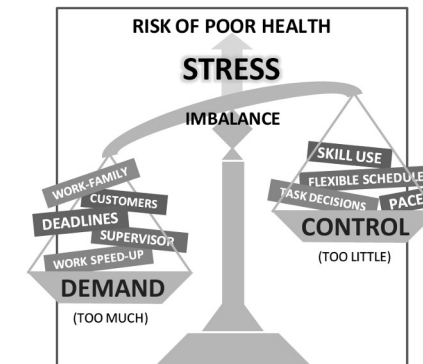 RISK OF POOR HEALTH
STRESS
IMBALANCE
WORK-FAMILY
CUSTOMERS
DEADLINES
SUPERVISOR
WORK SPEED-UP
DEMAND
(TOO MUCH)
SKILL USE
FLEXIBLE SCHEDULE
TASK DECISIONS
PACE
CONTROL
(TOO LITTLE)